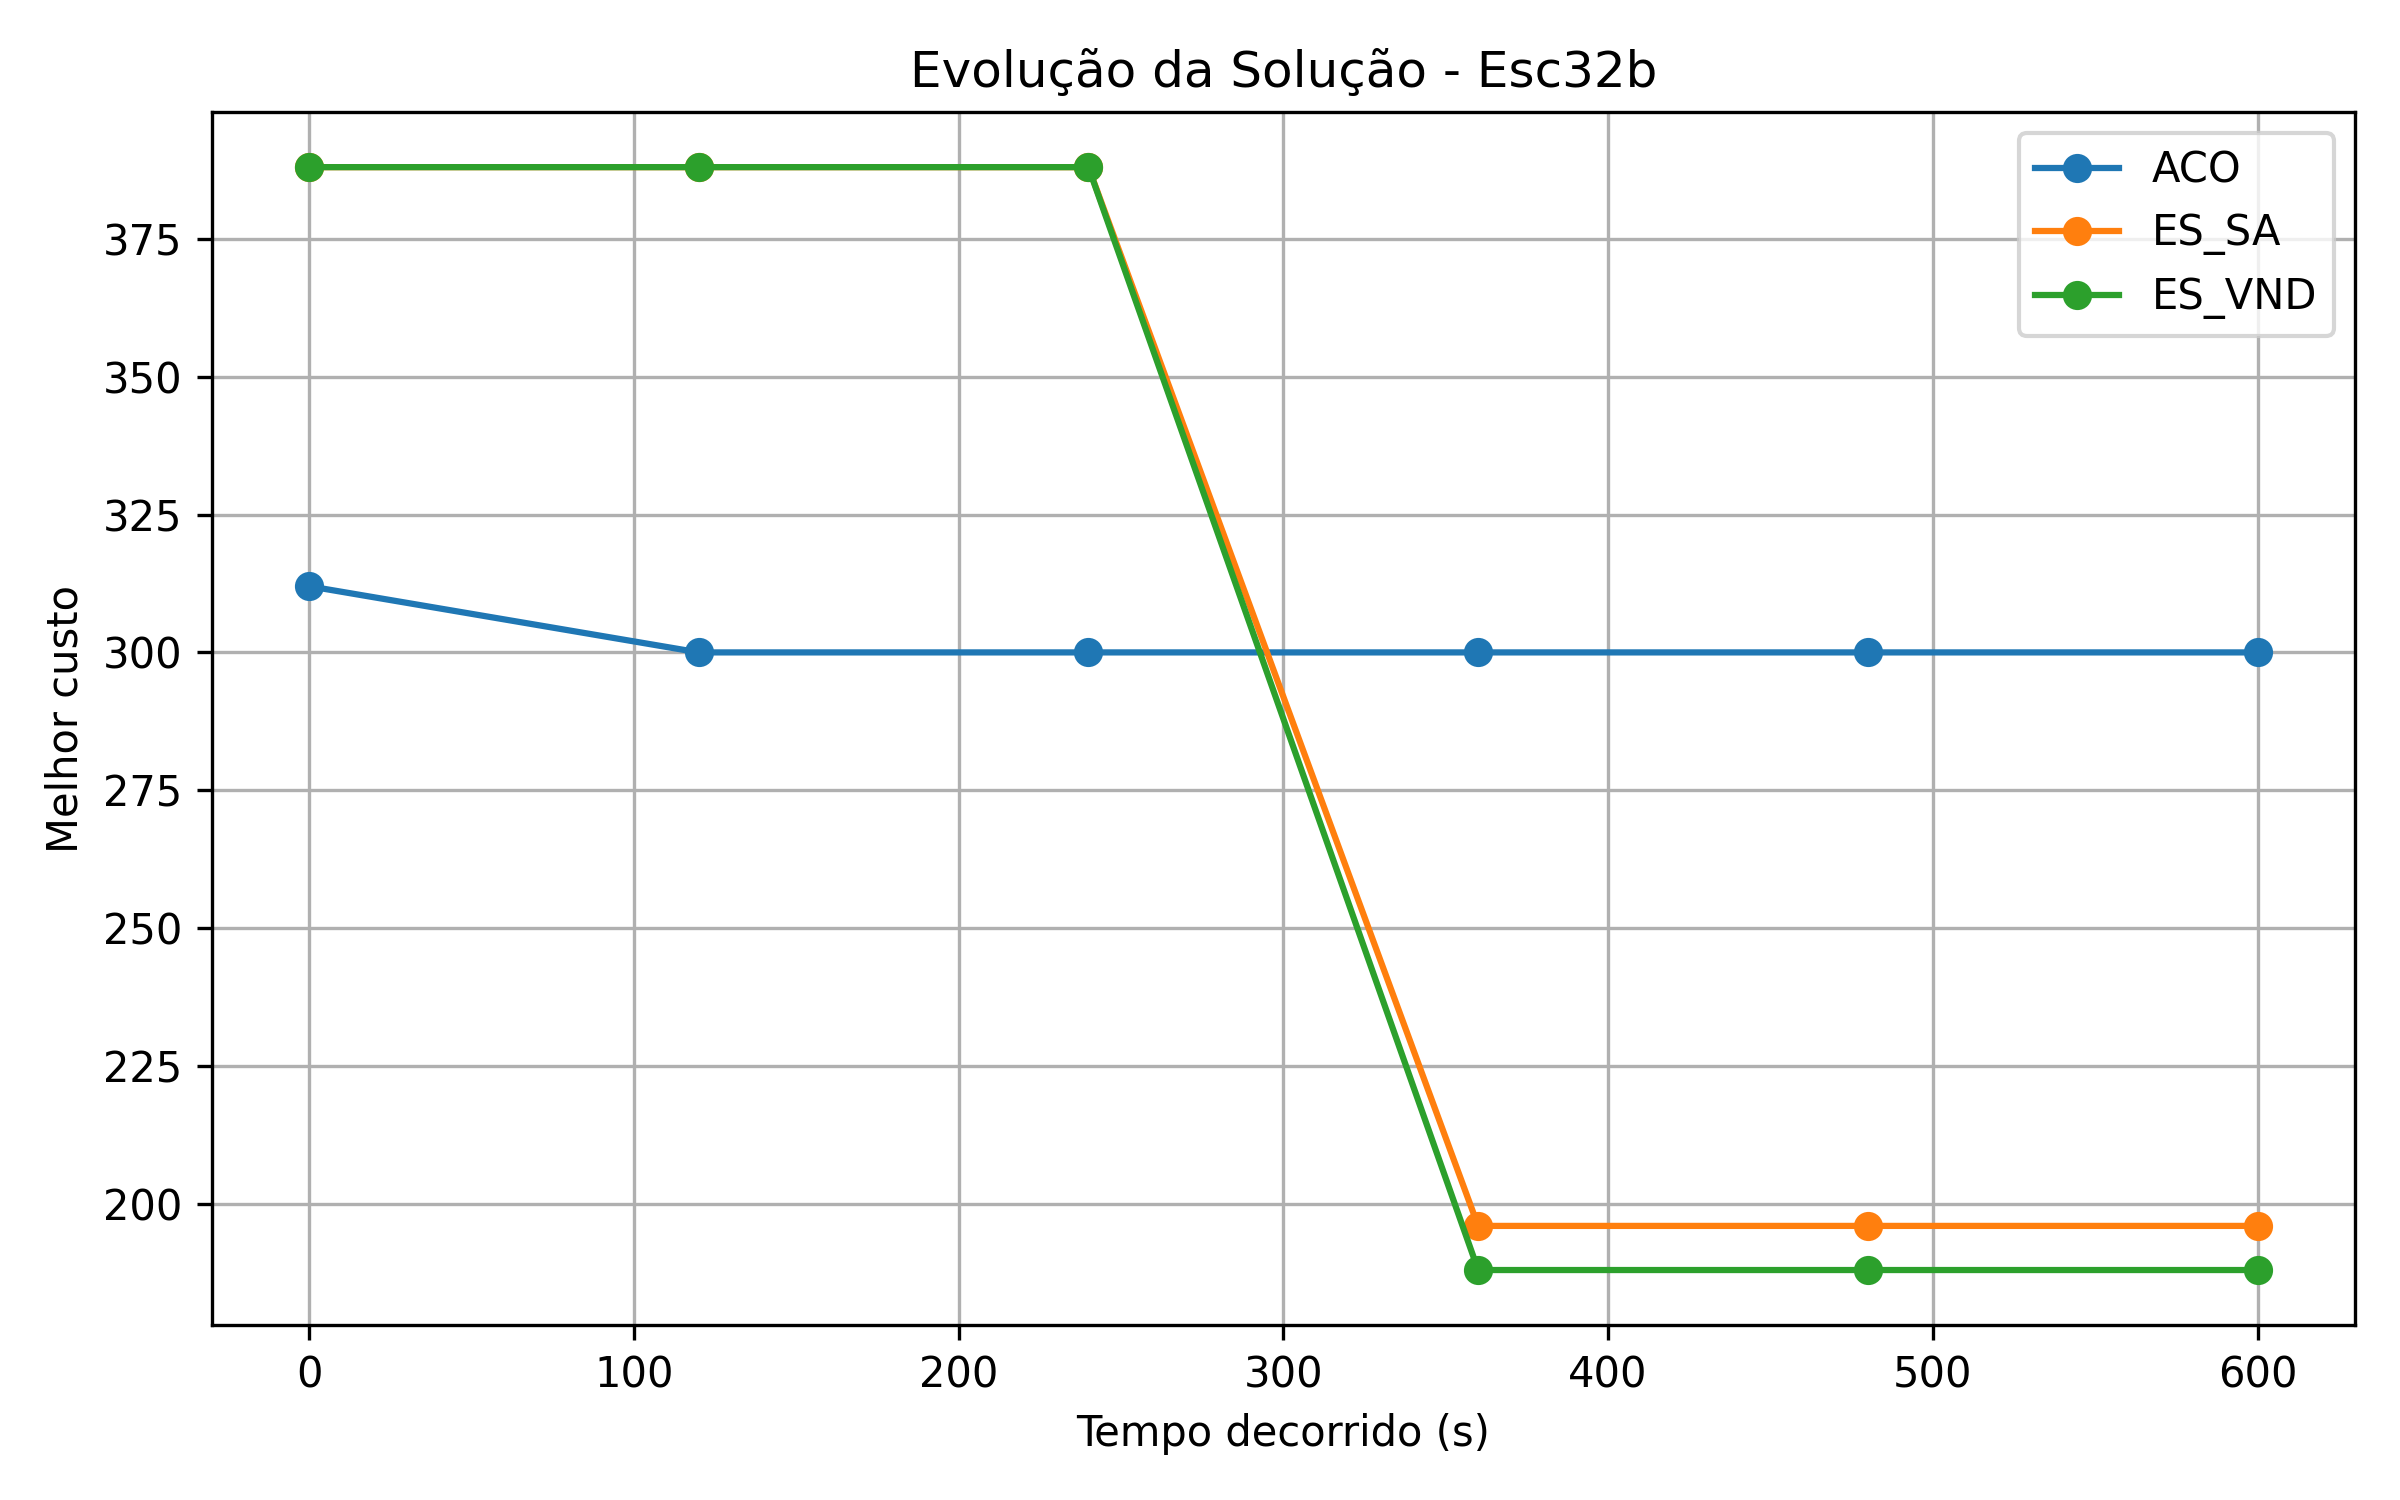 Evolução da Solução - Esc32b
ACO
ES_SA
ES_VND
Melhor custo
375
350
325
300
275
250
225
200
0 100 200 300 400 500 600
Tempo decorrido (s)